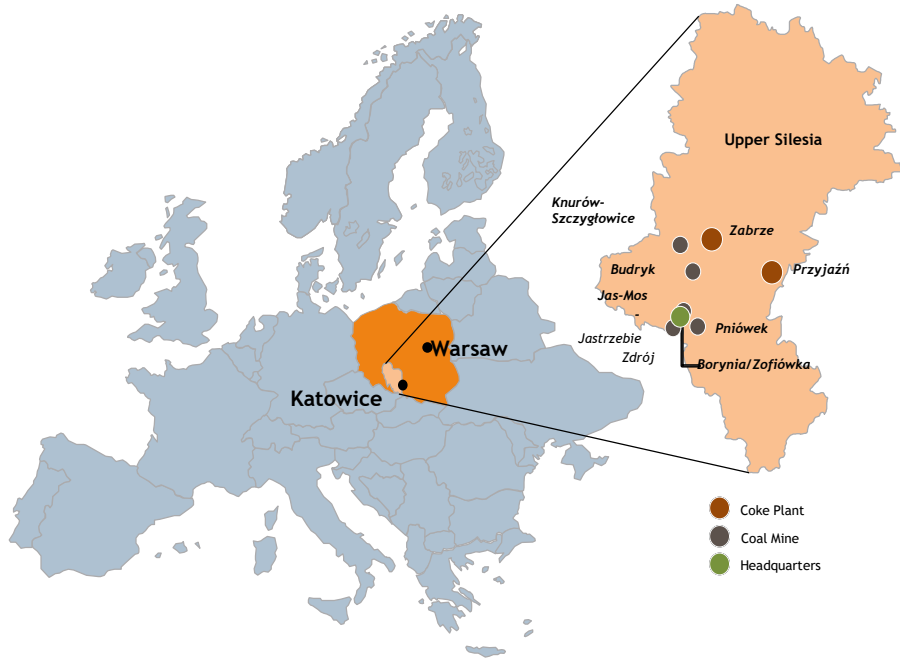 Upper Silesia
Knurów-
Szczygłowice
Zabrze
Budryk
Przyjaźń
Jas-Mos
-
Pniówek
Jastrzebie
Zdrój
Borynia/Zofiówka
Warsaw
Katowice
Coke Plant
Coal Mine
Headquarters